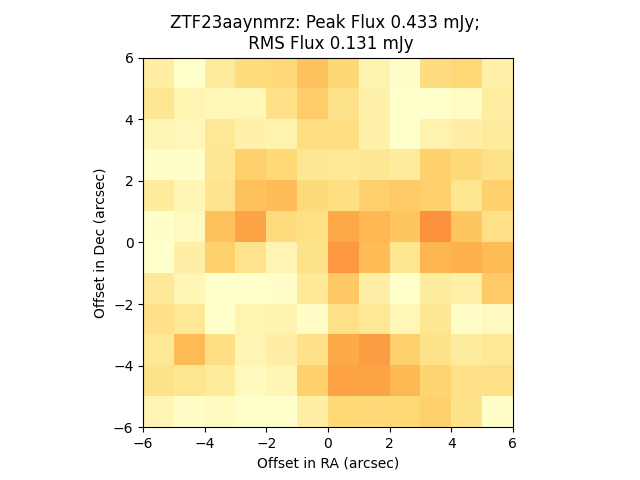 ZTF23aaynmrz: Peak Flux 0.433 mJy;
RMS Flux 0.131 mJy
6
4
2
0
−2
−4
−6
Offset in Dec (arcsec)
−6 −4 −2 0 2 4 6
Offset in RA (arcsec)